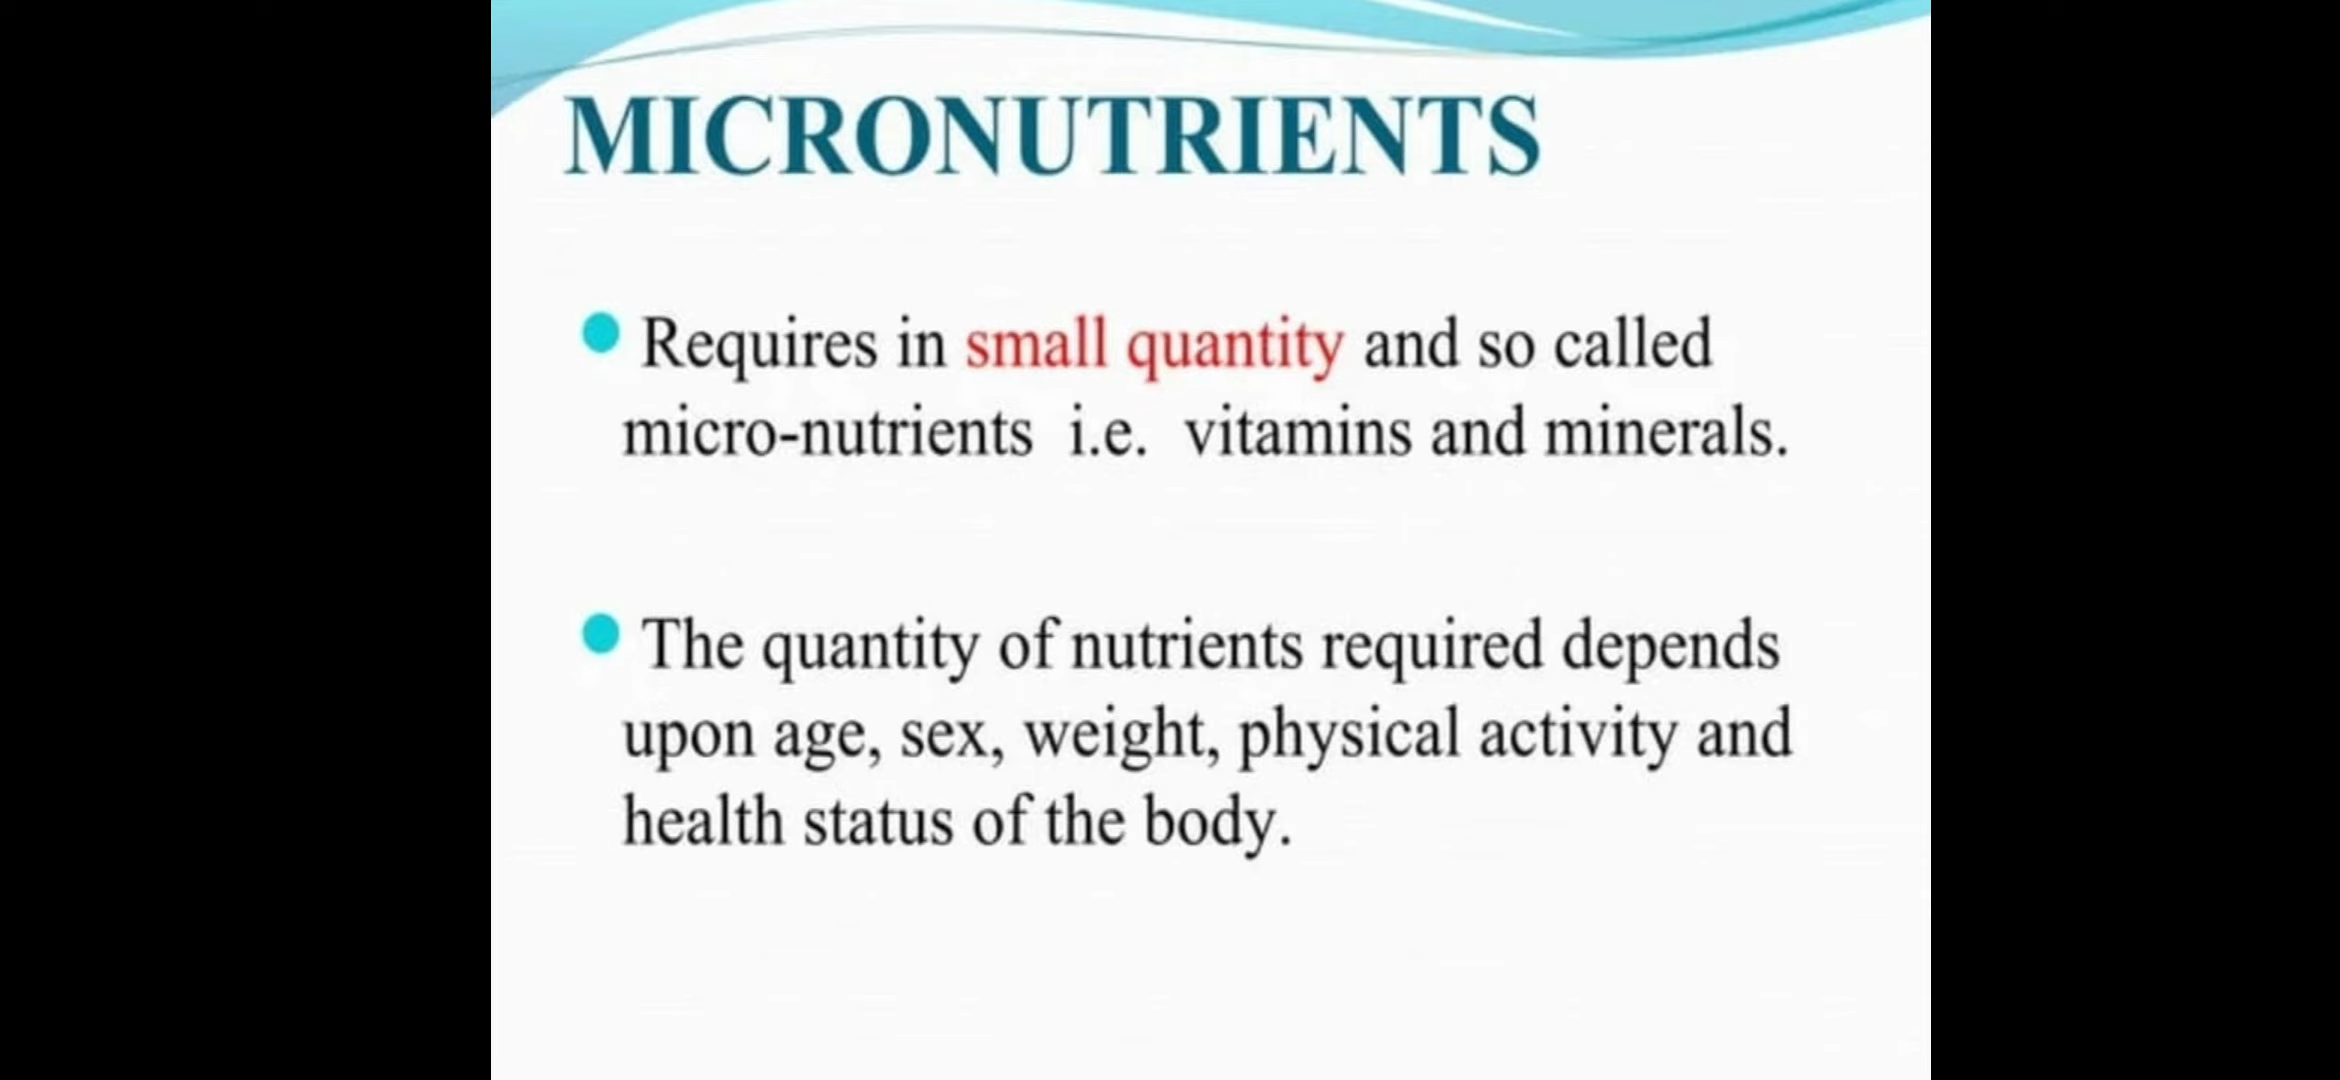 MICRONUTRIENTS
Requires in small quantity and so called
micro-nutrients i.e. vitamins and minerals.
The quantity of nutrients required depends
upon age, sex, weight, physical activity and
health status of the body.